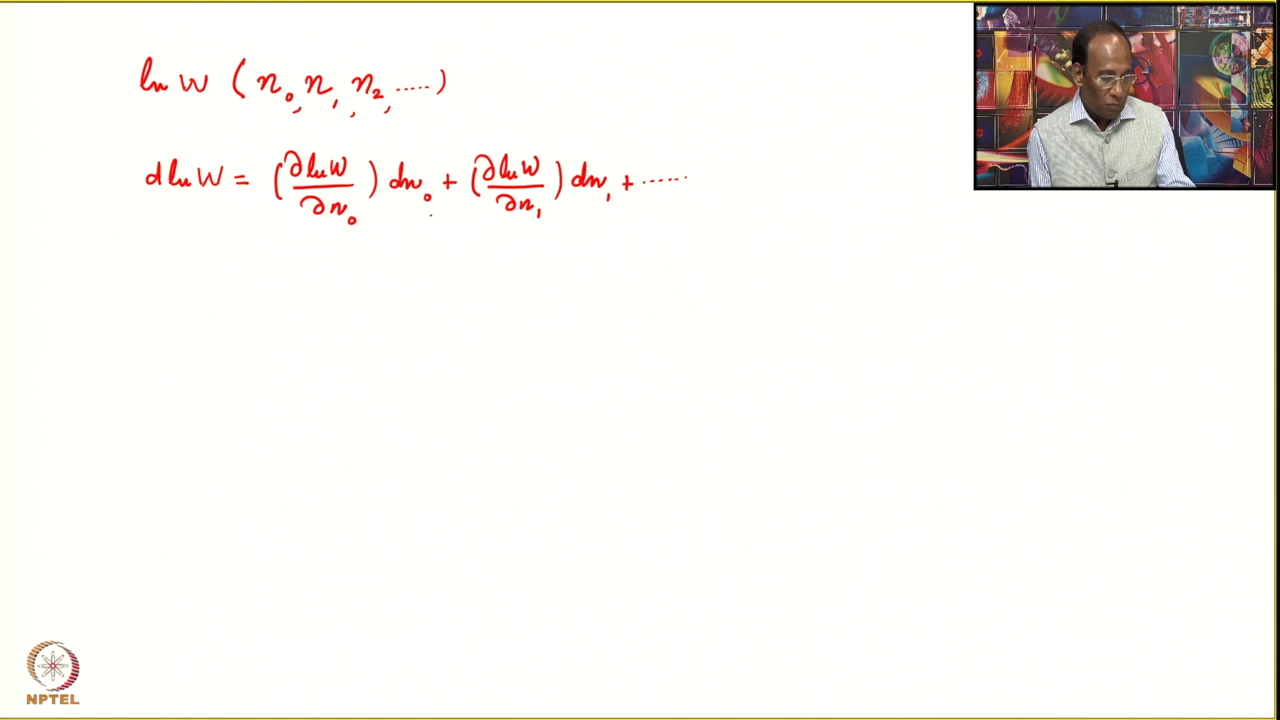 ln W (n₀, n₁, n₂, .....)
d ln W = (∂ ln W / ∂n₀) dn₀ + (∂ ln W / ∂n₁) dn₁ + ......
NPTEL